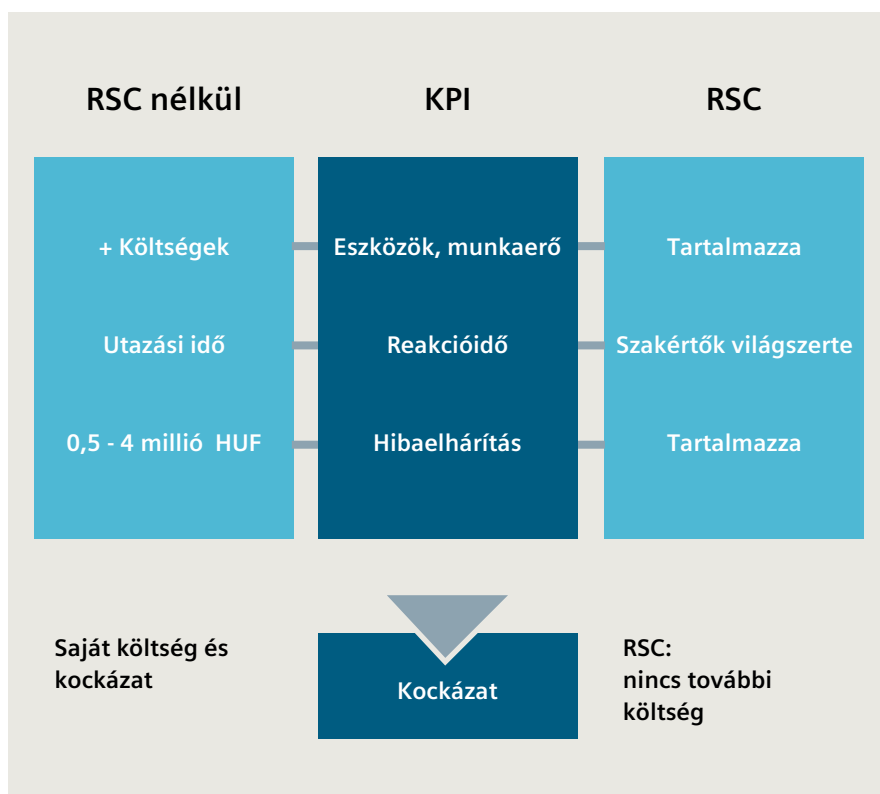 RSC nélkül
KPI
RSC
+ Költségek
Eszközök, munkaerő
Tartalmazza
Utazási idő
Reakcióidő
Szakértők világszerte
0,5 - 4 millió HUF
Hibaelhárítás
Tartalmazza
Saját költség és
kockázat
Kockázat
RSC:
nincs további
költség